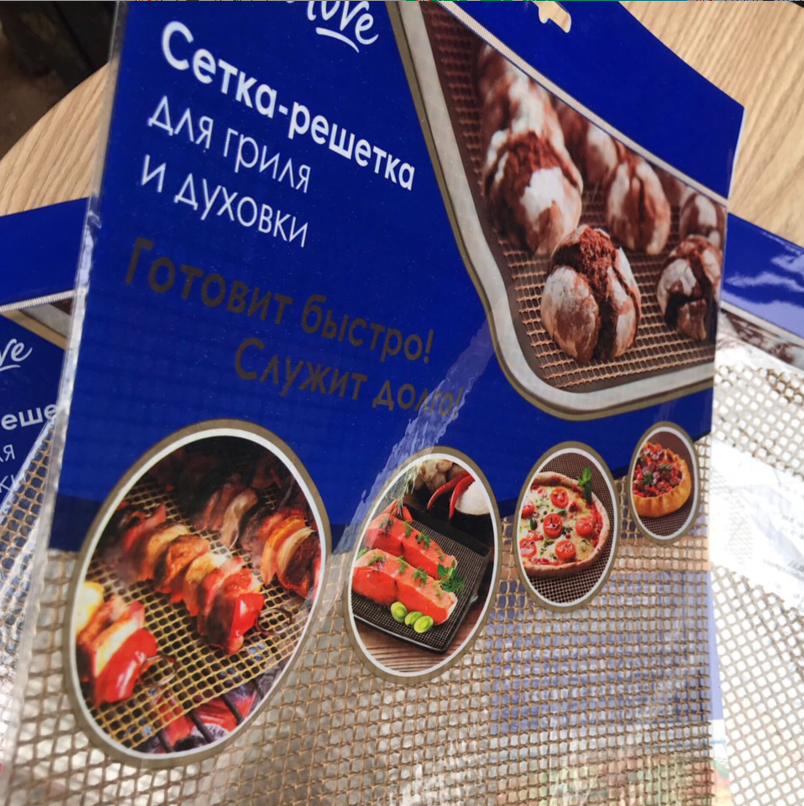 love
Сетка-решетка
для гриля
и духовки
Готовит быстро!
Служит долго!